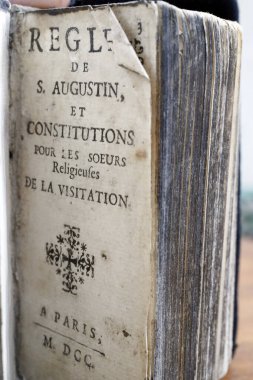 REGLE
DE
S. AUGUSTIN,
ET
CONSTITUTIONS
POUR LES SOEURS
Religieuses
DE LA VISITATION
A PARIS,
M. DCC.